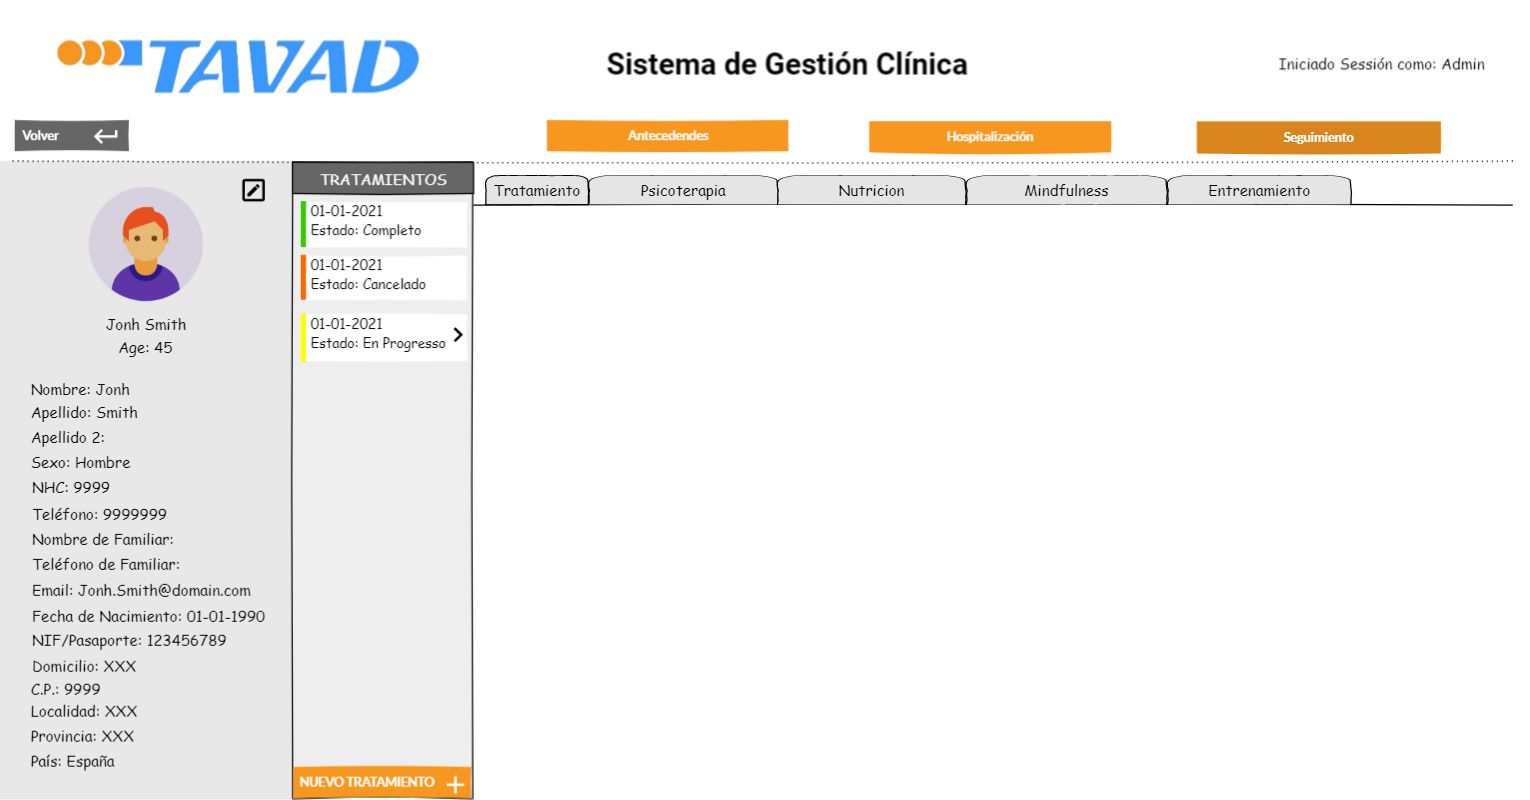 TAVAD
Sistema de Gestión Clínica
Iniciado Sessión como: Admin
Volver
Antecedendes
Hospitalización
Seguimiento
Jonh Smith
Age: 45
Nombre: Jonh
Apellido: Smith
Apellido 2:
Sexo: Hombre
NHC: 9999
Teléfono: 9999999
Nombre de Familiar:
Teléfono de Familiar:
Email: Jonh.Smith@domain.com
Fecha de Nacimiento: 01-01-1990
NIF/Pasaporte: 123456789
Domicilio: XXX
C.P.: 9999
Localidad: XXX
Provincia: XXX
País: España
TRATAMIENTOS
01-01-2021
Estado: Completo
01-01-2021
Estado: Cancelado
01-01-2021
Estado: En Progresso
NUEVO TRATAMIENTO
Tratamiento
Psicoterapia
Nutricion
Mindfulness
Entrenamiento